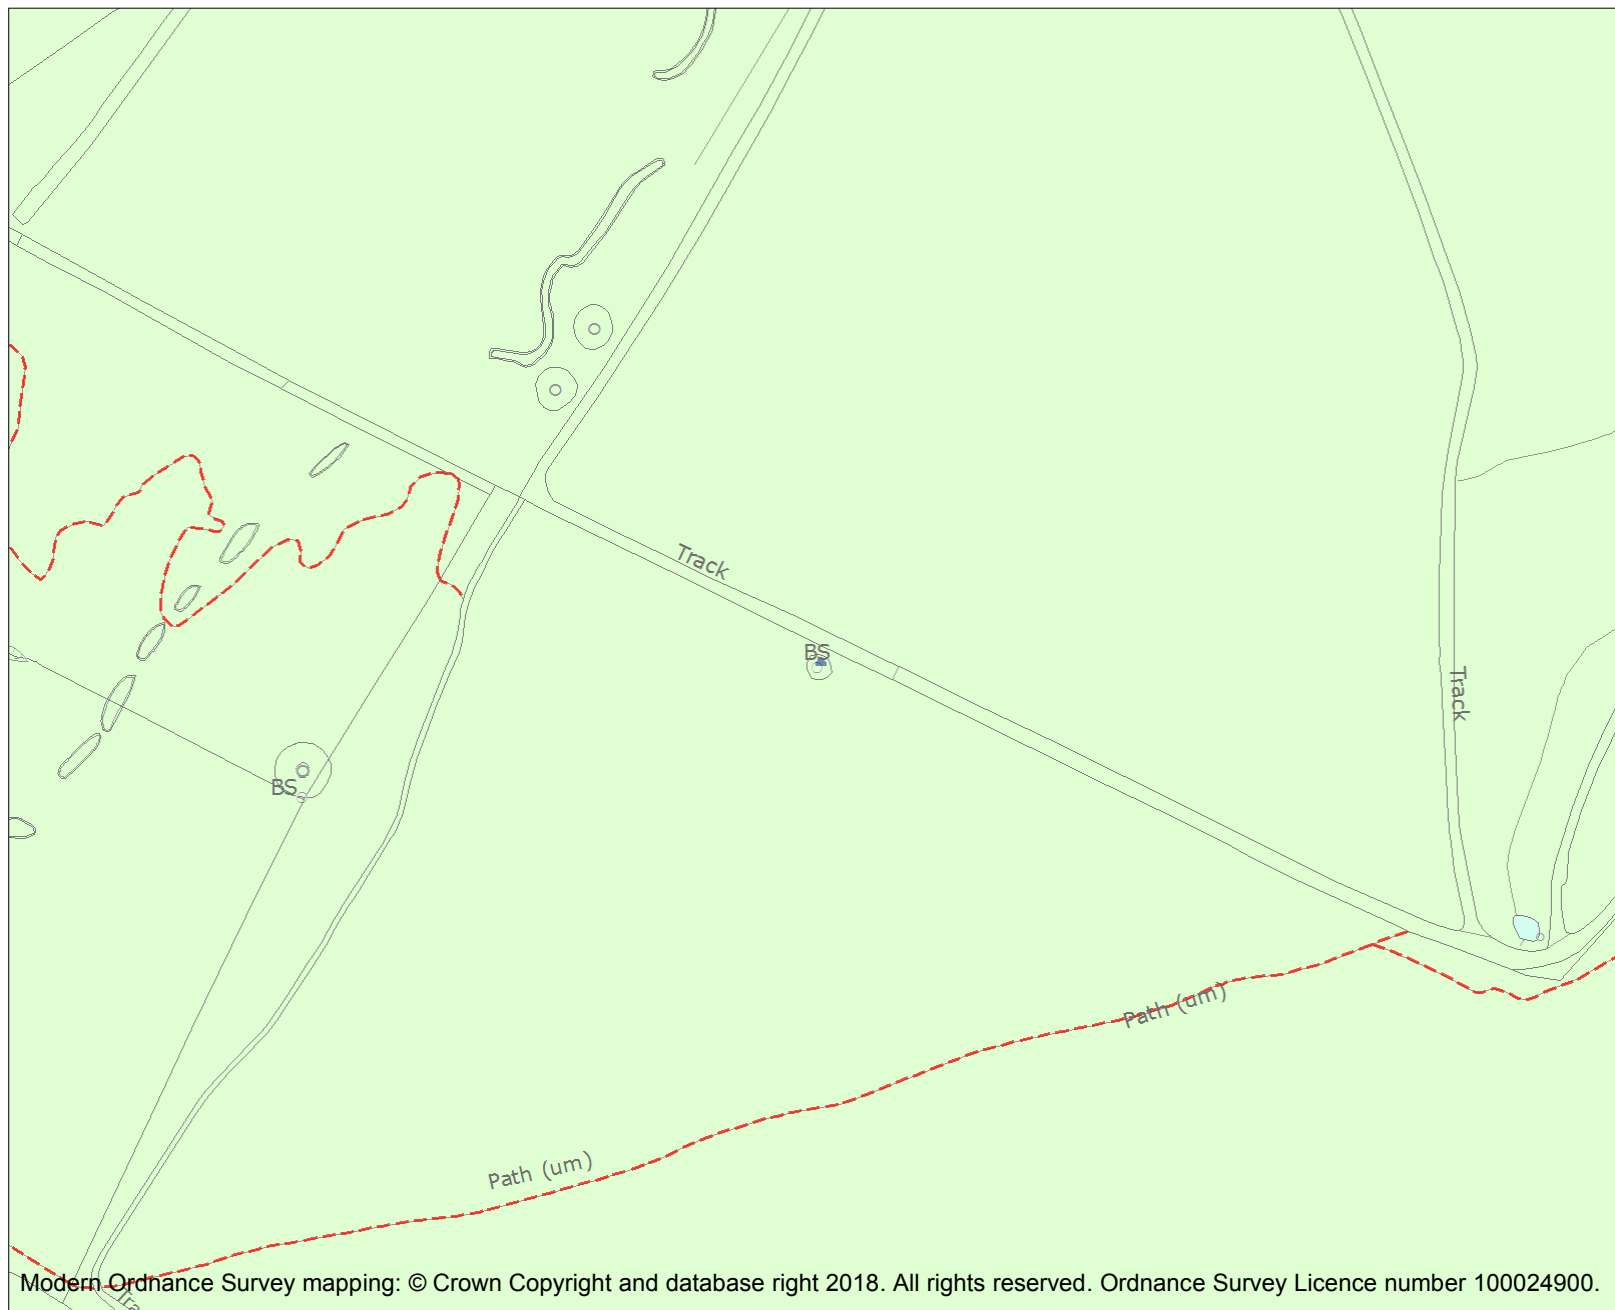 Track
BS
Track
BS
Path (um)
Path (um)
Modern Ordnance Survey mapping: © Crown Copyright and database right 2018. All rights reserved. Ordnance Survey Licence number 100024900.